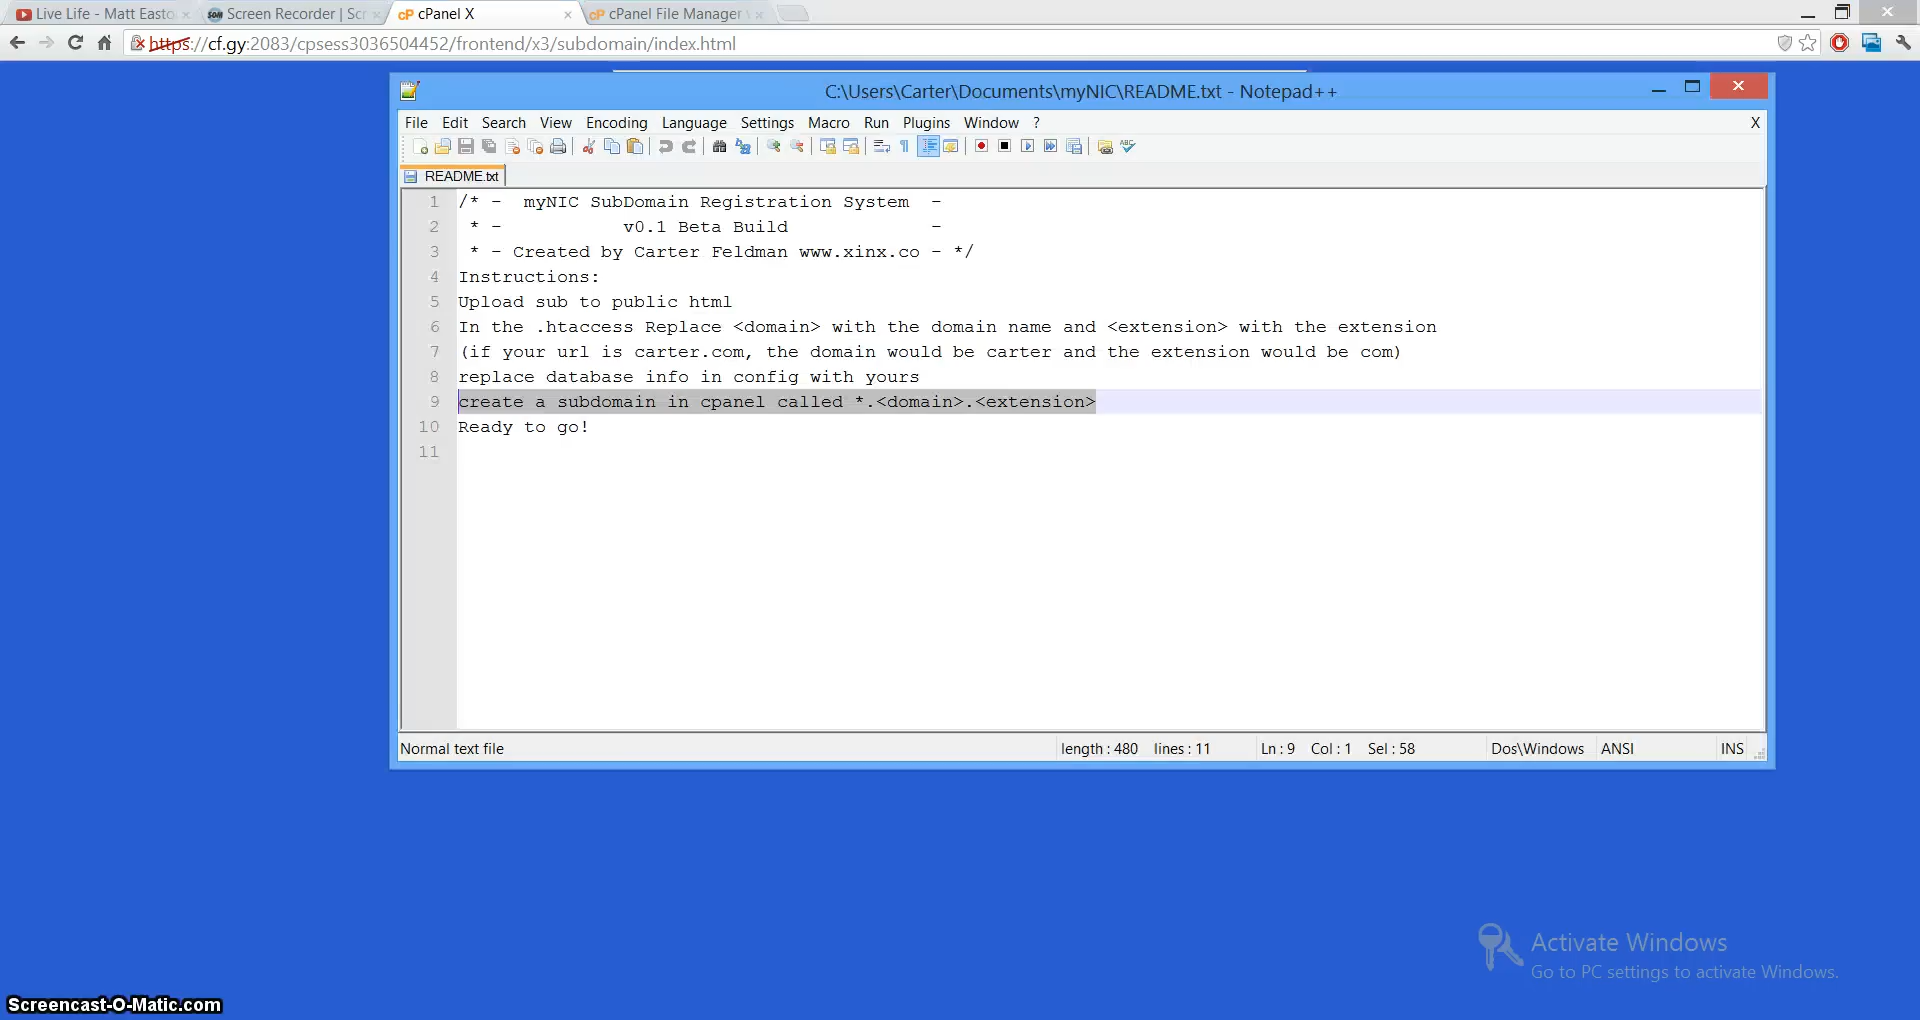 Live Life - Matt Easto
SOM Screen Recorder | Scr
cP cPanel X
cP cPanel File Manager
https://cf.gy:2083/cpsess3036504452/frontend/x3/subdomain/index.html
C:\Users\Carter\Documents\myNIC\README.txt - Notepad++
File Edit Search View Encoding Language Settings Macro Run Plugins Window ? X
README.txt
1 /* -  myNIC SubDomain Registration System  -
2  * -           v0.1 Beta Build             -
3  * - Created by Carter Feldman www.xinx.co - */
4 Instructions:
5 Upload sub to public html
6 In the .htaccess Replace <domain> with the domain name and <extension> with the extension
7 (if your url is carter.com, the domain would be carter and the extension would be com)
8 replace database info in config with yours
9 create a subdomain in cpanel called *.<domain>.<extension>
10 Ready to go!
11
Normal text file length : 480 lines : 11 Ln : 9 Col : 1 Sel : 58 Dos\Windows ANSI INS
Activate Windows
Go to PC settings to activate Windows.
Screencast-O-Matic.com